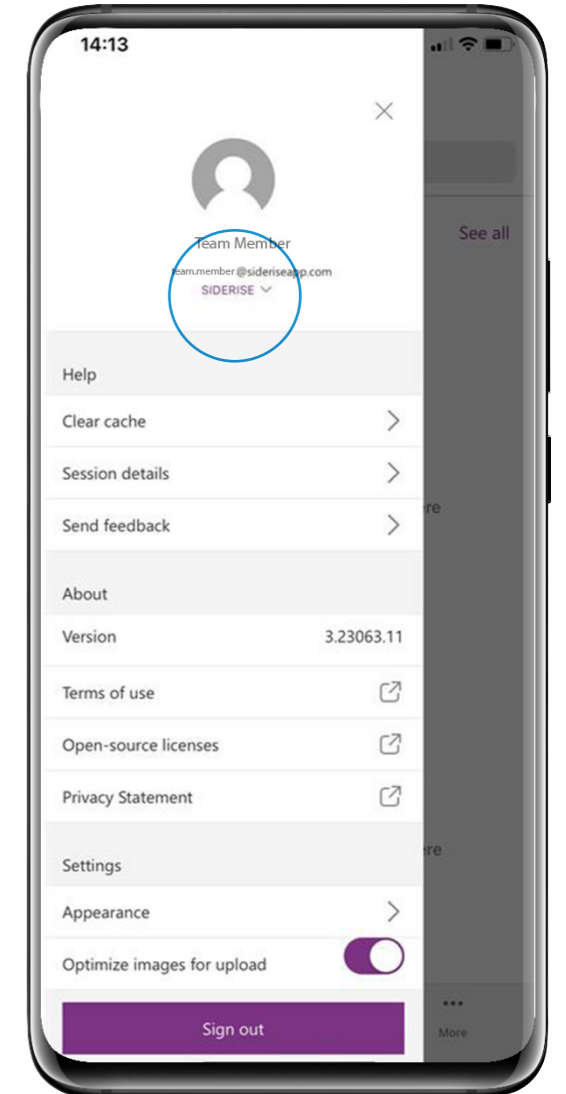 14:13
See all
Team Member
team.member@sideriseapp.com
SIDERISE
Help
Clear cache
Session details
Send feedback
re
About
Version 3.23063.11
Terms of use
Open-source licenses
Privacy Statement
re
Settings
Appearance
Optimize images for upload
Sign out
More